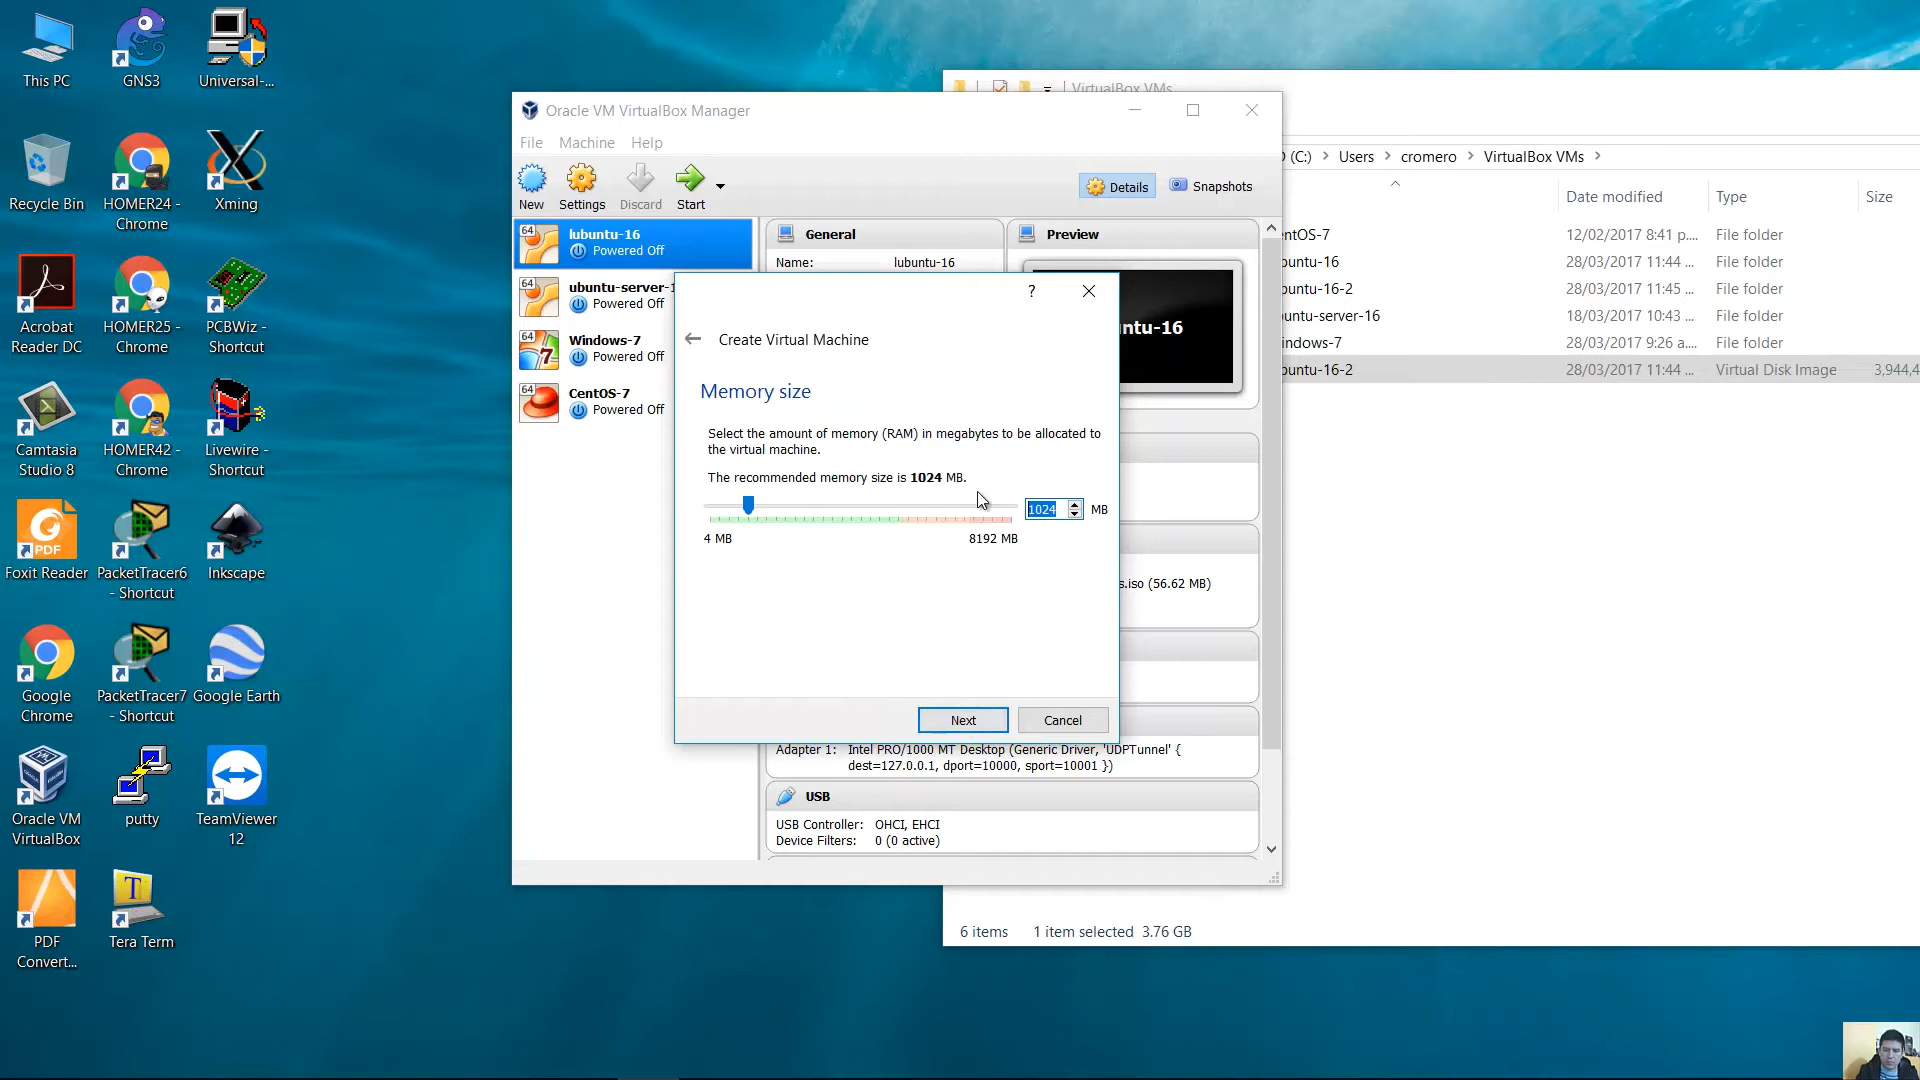 This PC
GNS3
Universal-...
Recycle Bin
HOMER24 -
Chrome
Xming
Acrobat
Reader DC
HOMER25 -
Chrome
PCBWiz -
Shortcut
Camtasia
Studio 8
HOMER42 -
Chrome
Livewire -
Shortcut
PDF
Foxit Reader
PacketTracer6
- Shortcut
Inkscape
Google
Chrome
PacketTracer7
- Shortcut
Google Earth
Oracle VM
VirtualBox
putty
TeamViewer
12
PDF
Convert...
Tera Term
Oracle VM VirtualBox Manager
File Machine Help
New
Settings
Discard
Start
Details
Snapshots
64
lubuntu-16
Powered Off
64
ubuntu-server-1
Powered Off
64
Windows-7
Powered Off
64
CentOS-7
Powered Off
General
Name: lubuntu-16
Preview
untu-16
s.iso (56.62 MB)
Adapter 1: Intel PRO/1000 MT Desktop (Generic Driver, 'UDPTunnel' {
dest=127.0.0.1, dport=10000, sport=10001 })
USB
USB Controller: OHCI, EHCI
Device Filters: 0 (0 active)
?
Create Virtual Machine
Memory size
Select the amount of memory (RAM) in megabytes to be allocated to
the virtual machine.
The recommended memory size is 1024 MB.
1024 MB
4 MB 8192 MB
Next
Cancel
VirtualBox VMs
(C:) > Users > cromero > VirtualBox VMs >
Date modified Type Size
ntOS-7 12/02/2017 8:41 p.... File folder
buntu-16 28/03/2017 11:44 ... File folder
buntu-16-2 28/03/2017 11:45 ... File folder
buntu-server-16 18/03/2017 10:43 ... File folder
indows-7 28/03/2017 9:26 a.... File folder
buntu-16-2 28/03/2017 11:44 ... Virtual Disk Image 3,944,4
6 items 1 item selected 3.76 GB